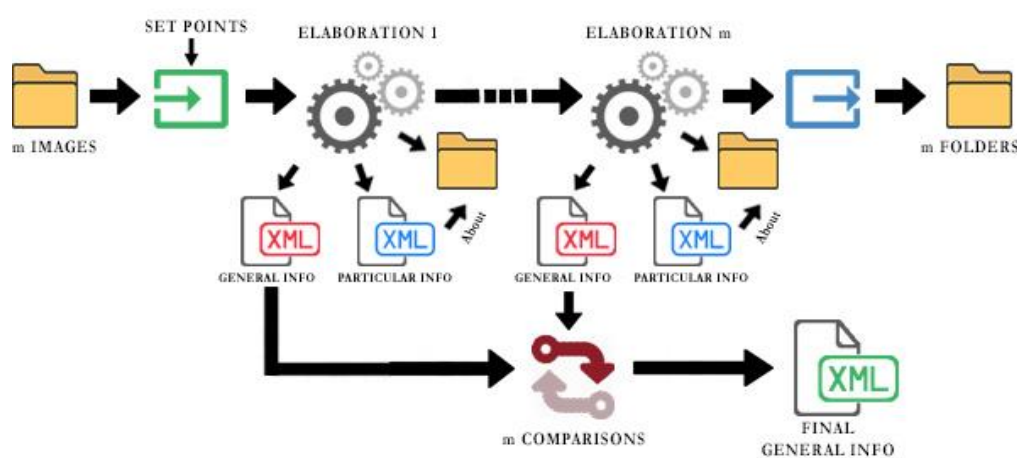 SET POINTS
ELABORATION 1
ELABORATION m
m IMAGES
m FOLDERS
XML
XML
About
XML
XML
About
GENERAL INFO
PARTICULAR INFO
GENERAL INFO
PARTICULAR INFO
XML
m COMPARISONS
FINAL
GENERAL INFO